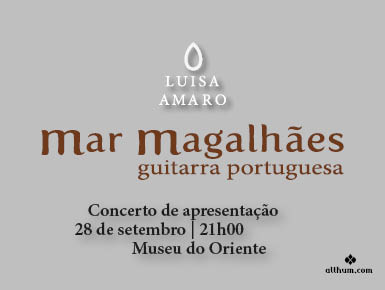 LUISA
AMARO
mar magalhães
guitarra portuguesa
Concerto de apresentação
28 de setembro | 21h00
Museu do Oriente
althum.com